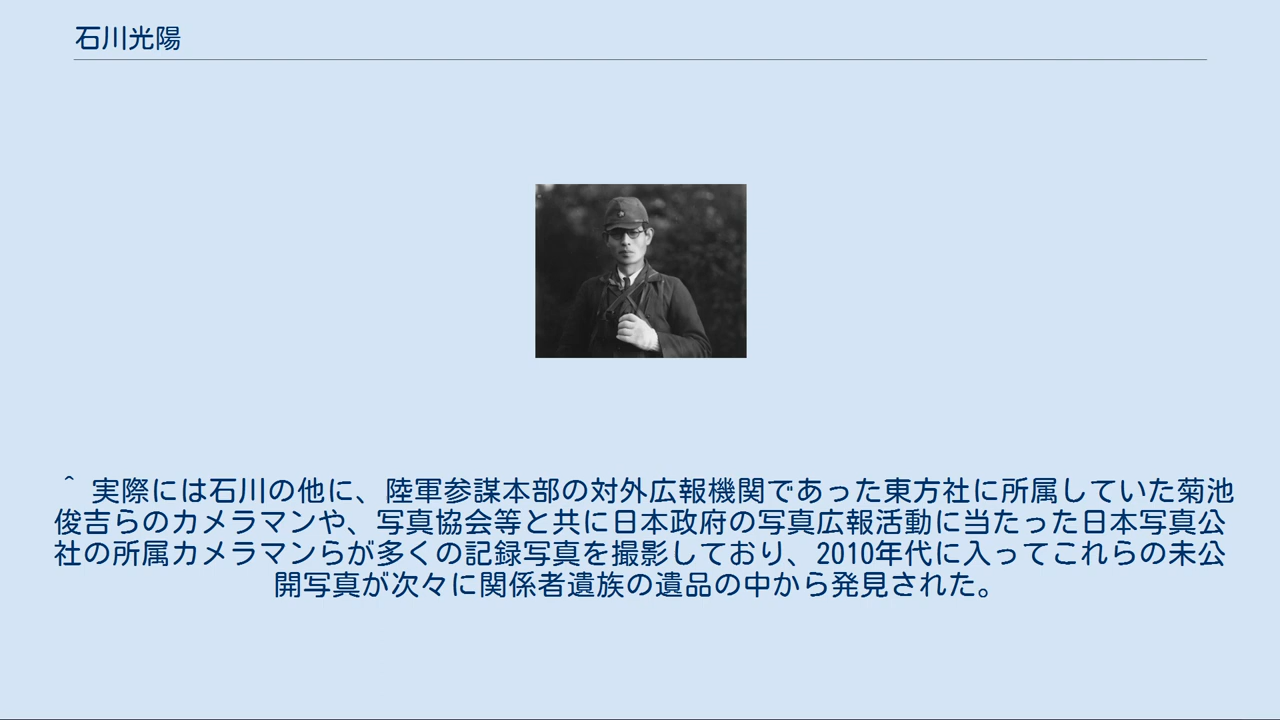 石川光陽
^ 実際には石川の他に、陸軍参謀本部の対外広報機関であった東方社に所属していた菊池
俊吉らのカメラマンや、写真協会等と共に日本政府の写真広報活動に当たった日本写真公
社の所属カメラマンらが多くの記録写真を撮影しており、2010年代に入ってこれらの未公
開写真が次々に関係者遺族の遺品の中から発見された。